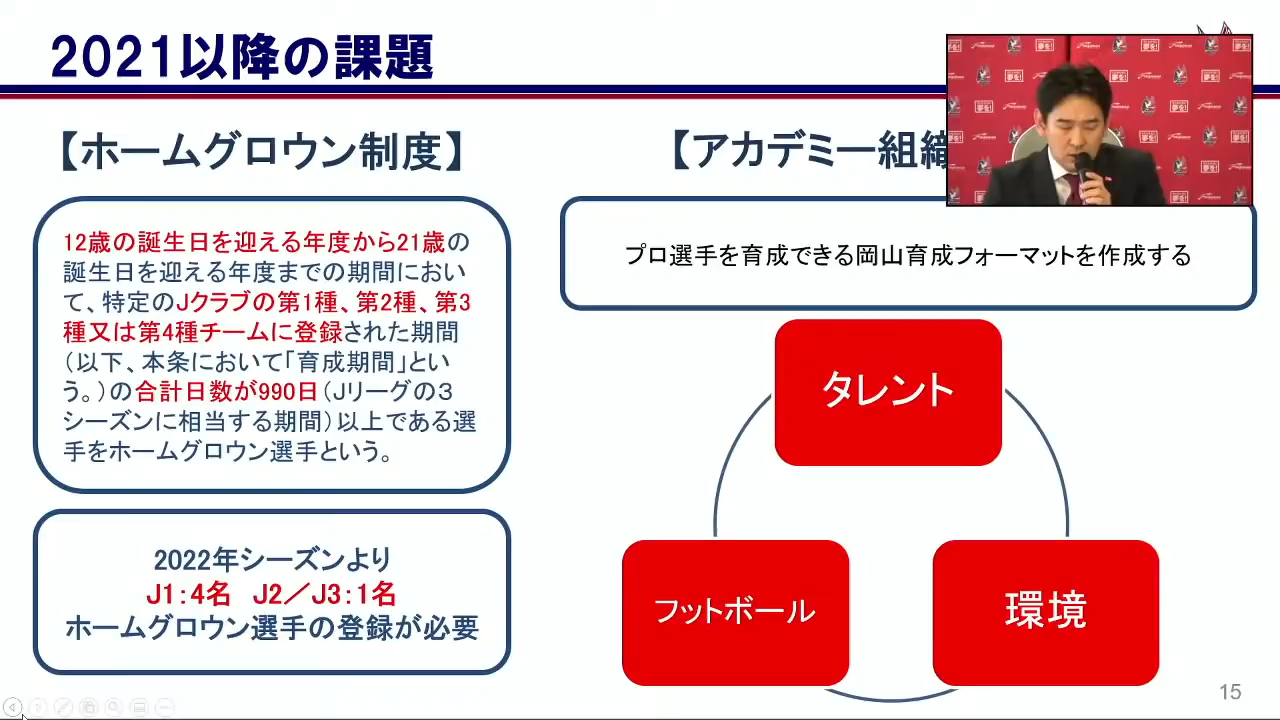 2021以降の課題
【ホームグロウン制度】
【アカデミー組織
12歳の誕生日を迎える年度から21歳の
誕生日を迎える年度までの期間におい
て、特定のJクラブの第1種、第2種、第3
種又は第4種チームに登録された期間
（以下、本条において｢育成期間｣とい
う。）の合計日数が990日（Jリーグの３
シーズンに相当する期間）以上である選
手をホームグロウン選手という。
2022年シーズンより
J1：4名　J2／J3：1名
ホームグロウン選手の登録が必要
プロ選手を育成できる岡山育成フォーマットを作成する
タレント
フットボール
環境
15